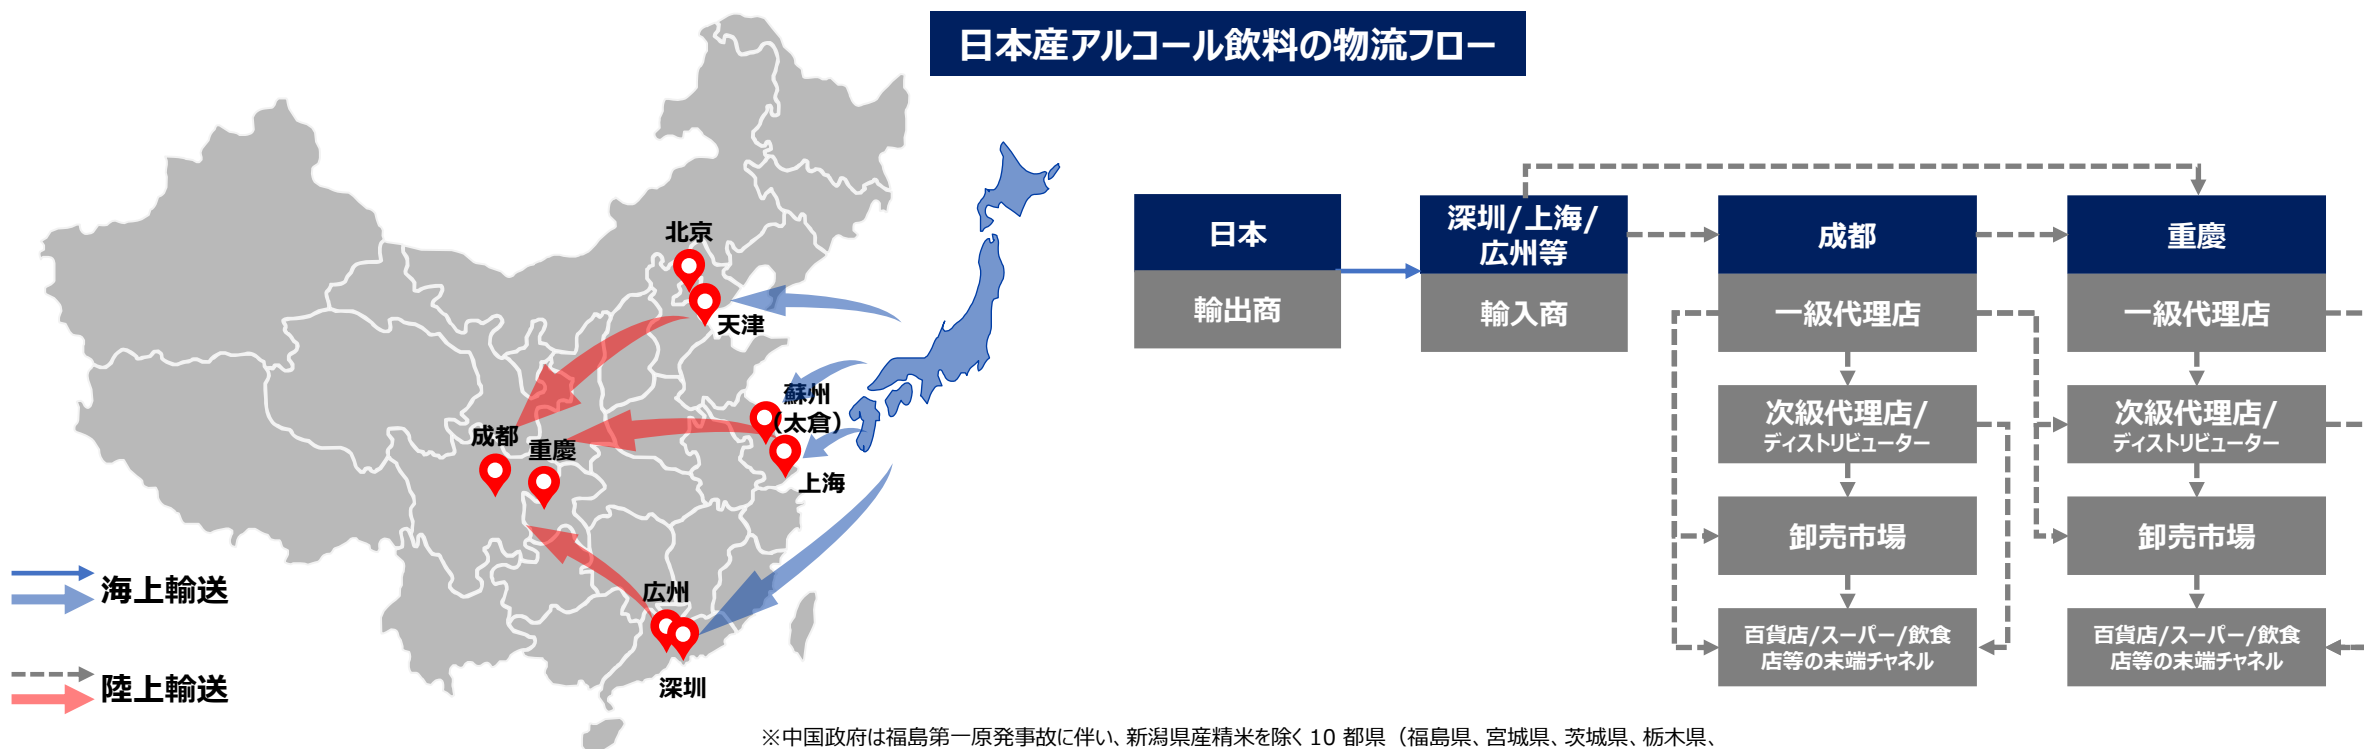 日本産アルコール飲料の物流フロー
北京
天津
蘇州
（太倉）
上海
成都
重慶
広州
深圳
海上輸送
陸上輸送
日本
輸出商
深圳/上海/
広州等
輸入商
成都
一級代理店
次級代理店/
ディストリビューター
卸売市場
百貨店/スーパー/飲食
店等の末端チャネル
重慶
一級代理店
次級代理店/
ディストリビューター
卸売市場
百貨店/スーパー/飲食
店等の末端チャネル
※中国政府は福島第一原発事故に伴い、新潟県産精米を除く 10 都県（福島県、宮城県、茨城県、栃木県、